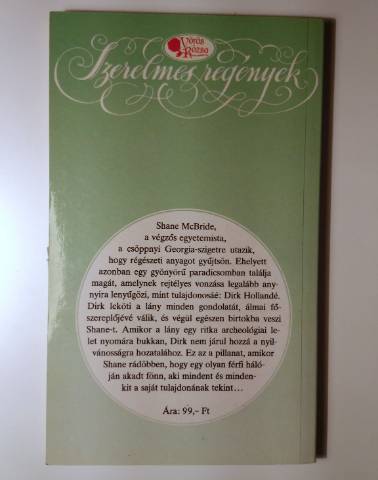 Vörös
Rózsa
Szerelmes regények
Shane McBride,
a végzős egyetemista,
a csöppnyi Georgia-szigetre utazik,
hogy régészeti anyagot gyűjtsön. Ehelyett
azonban egy gyönyörű paradicsomban találja
magát, amelynek rejtélyes vonzása legalább any-
nyira lenyűgözi, mint tulajdonosáé: Dirk Hollandé.
Dirk leköti a lány minden gondolatát, álmai fő-
szereplőjévé válik, és végül egészen birtokba veszi
Shane-t. Amikor a lány egy ritka archeológiai le-
let nyomára bukkan, Dirk nem járul hozzá a nyil-
vánosságra hozatalához. Ez az a pillanat, amikor
Shane rádöbben, hogy egy olyan férfi háló-
ján akadt fönn, aki mindent és minden-
kit a saját tulajdonának tekint...
Ára: 99,- Ft